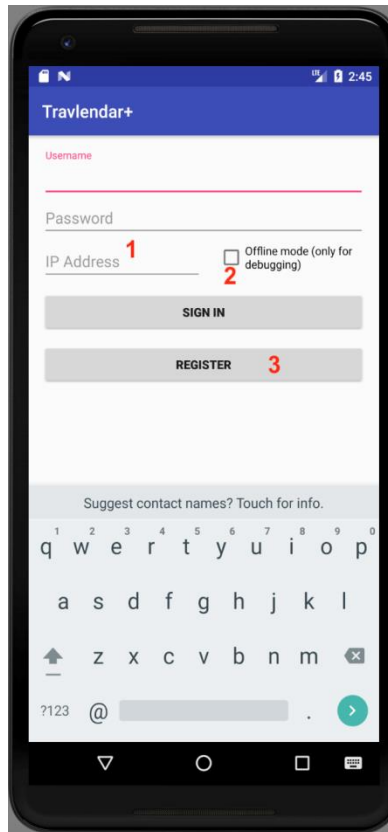 2:45
Travlendar+
Username
Password
IP Address 1
Offline mode (only for
debugging)
2
SIGN IN
REGISTER 3
Suggest contact names? Touch for info.
1 2 3 4 5 6 7 8 9 0
q w e r t y u i o p
a s d f g h j k l
z x c v b n m
?123 @ .